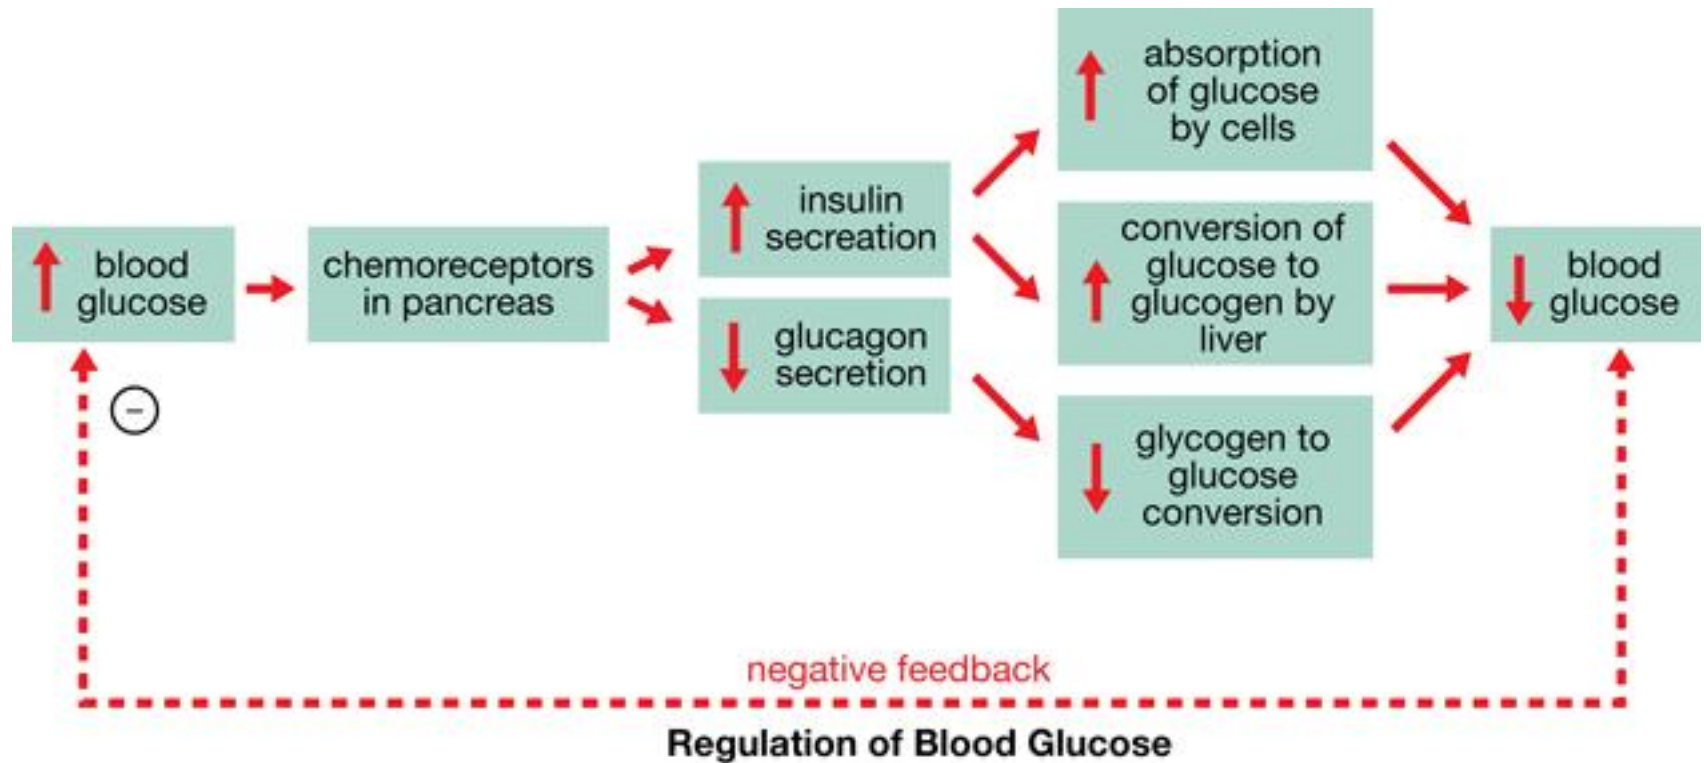 blood
glucose
chemoreceptors
in pancreas
insulin
secreation
glucagon
secretion
absorption
of glucose
by cells
conversion of
glucose to
glucogen by
liver
glycogen to
glucose
conversion
blood
glucose
−
negative feedback
Regulation of Blood Glucose